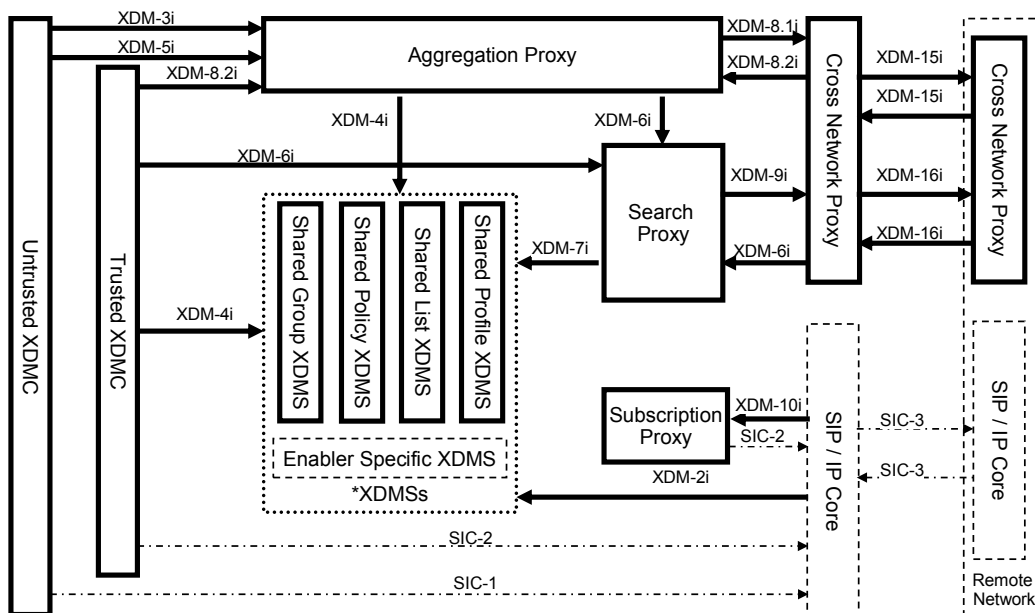 XDM-3i
XDM-5i
XDM-8.2i
Aggregation Proxy
XDM-8.1i
XDM-8.2i
XDM-15i
XDM-15i
XDM-4i
XDM-6i
XDM-6i
Search
Proxy
XDM-9i
XDM-6i
XDM-7i
XDM-16i
XDM-16i
Cross Network Proxy
Cross Network Proxy
Untrusted XDMC
Trusted XDMC
XDM-4i
Shared Group XDMS
Shared Policy XDMS
Shared List XDMS
Shared Profile XDMS
Enabler Specific XDMS
*XDMSs
Subscription
Proxy
XDM-10i
SIC-2
XDM-2i
SIP / IP Core
SIC-3
SIC-3
SIP / IP Core
SIC-2
SIC-1
Remote
Network